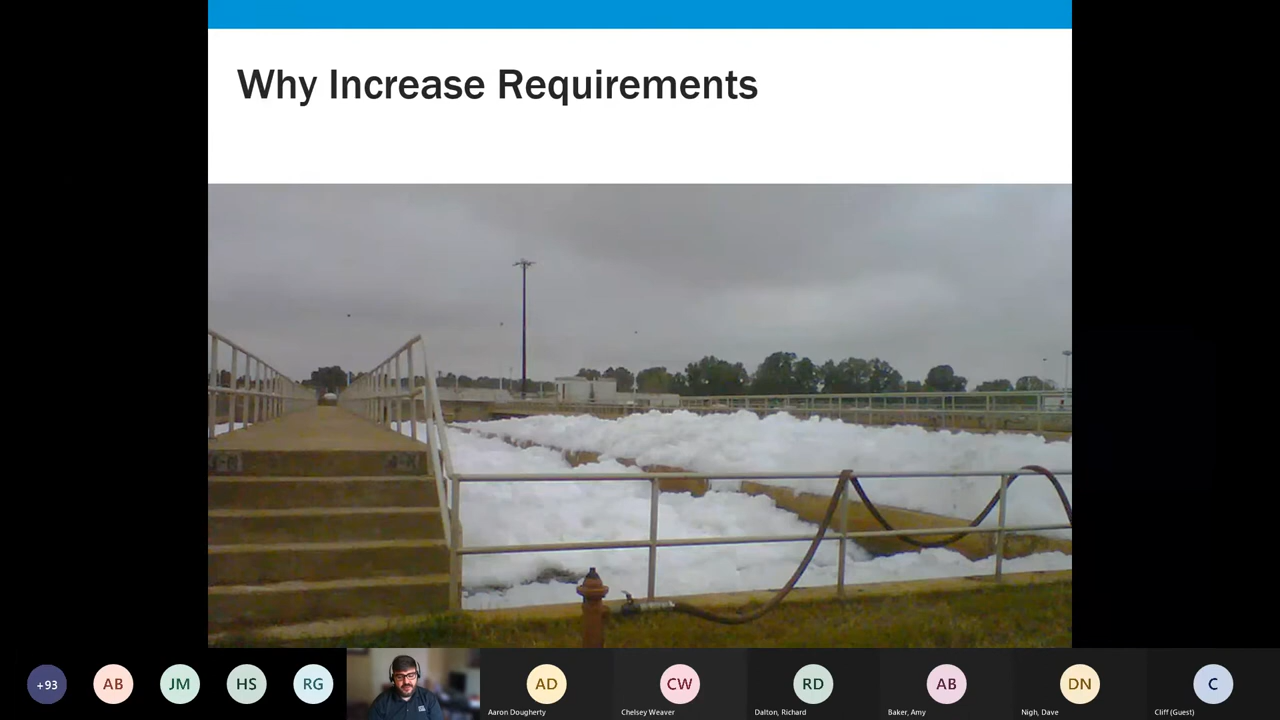 Why Increase Requirements
+93
AB
JM
HS
RG
AD
CW
RD
AB
DN
C
Aaron Dougherty
Chelsey Weaver
Dalton, Richard
Baker, Amy
Nigh, Dave
Cliff (Guest)